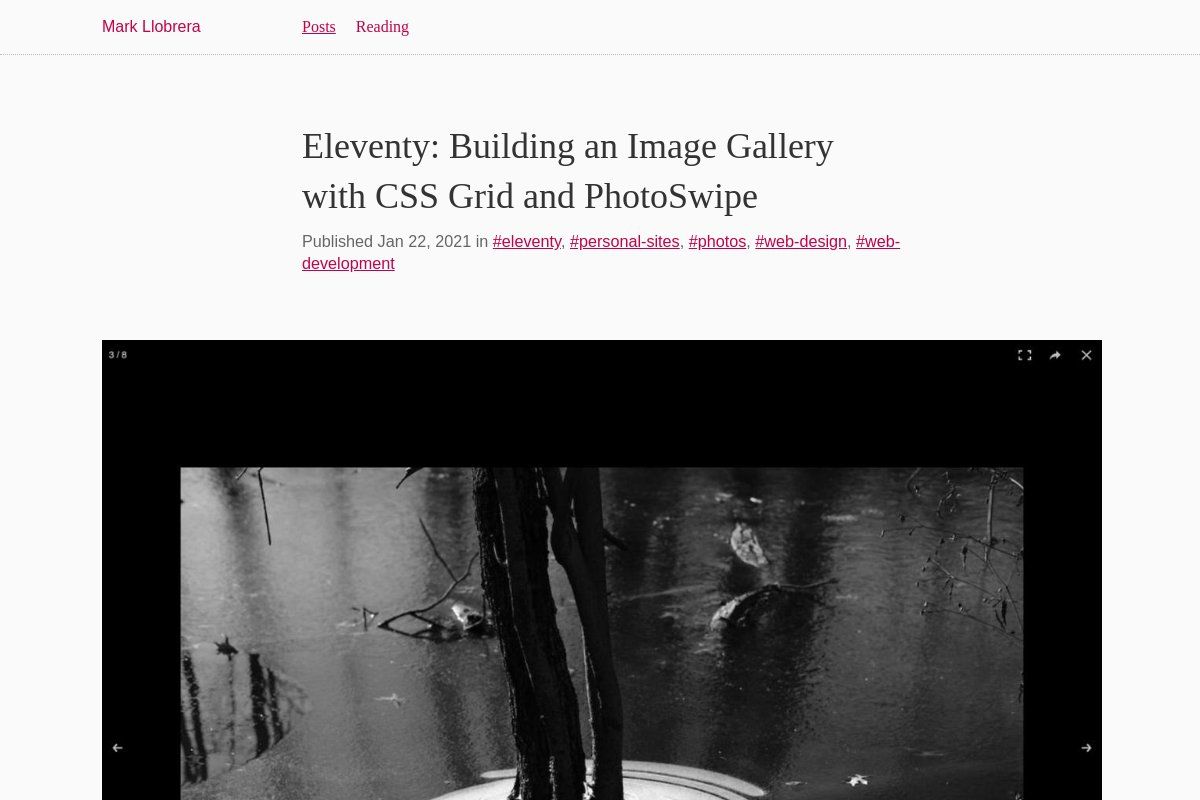 Mark Llobrera Posts Reading
Eleventy: Building an Image Gallery
with CSS Grid and PhotoSwipe
Published Jan 22, 2021 in #eleventy, #personal-sites, #photos, #web-design, #web-
development
3 / 8